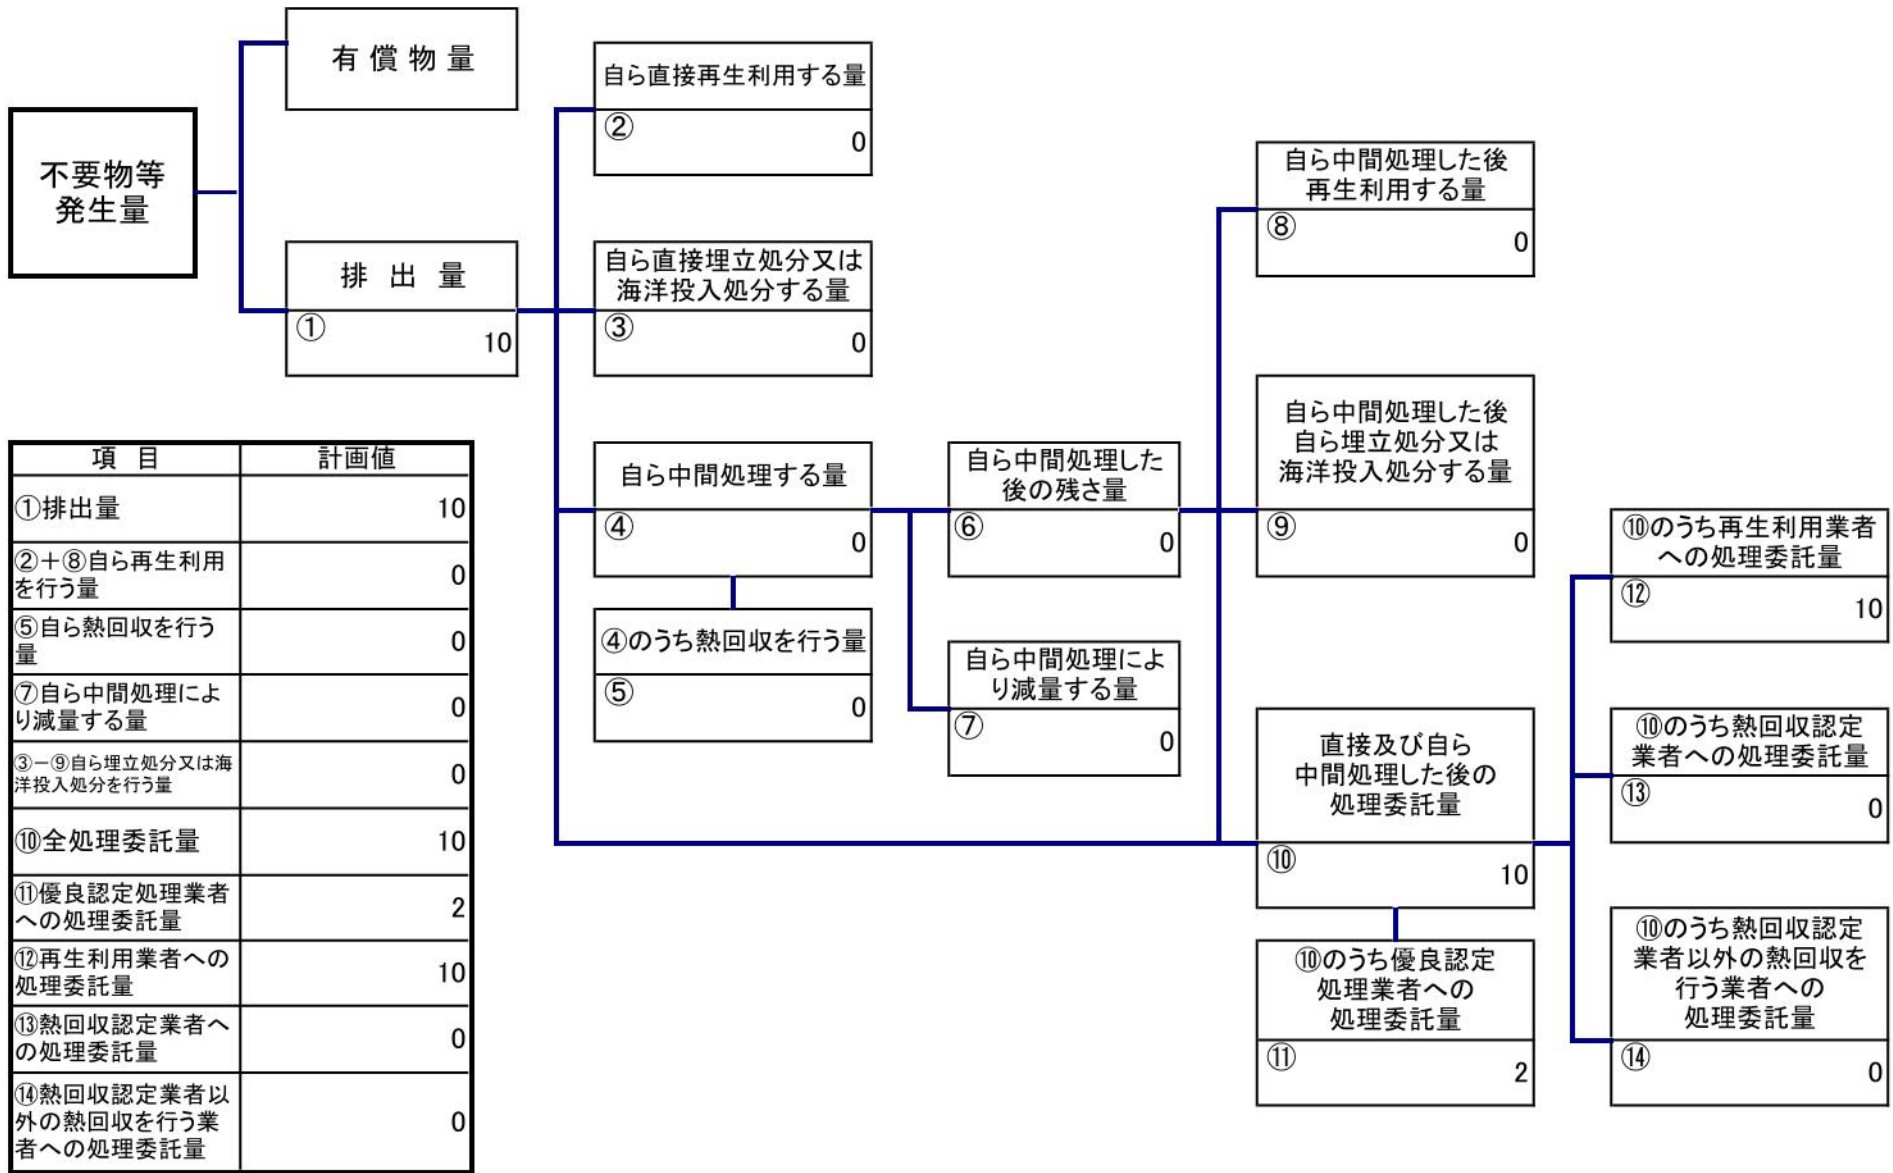 有償物量
不要物等
発生量
排出量
①
10
自ら直接再生利用する量
②
0
自ら直接埋立処分又は
海洋投入処分する量
③
0
自ら中間処理する量
④
0
④のうち熱回収を行う量
⑤
0
自ら中間処理した
後の残さ量
⑥
0
自ら中間処理によ
り減量する量
⑦
0
自ら中間処理した後
再生利用する量
⑧
0
自ら中間処理した後
自ら埋立処分又は
海洋投入処分する量
⑨
0
直接及び自ら
中間処理した後の
処理委託量
⑩
10
⑩のうち優良認定
処理業者への
処理委託量
⑪
2
⑩のうち再生利用業者
への処理委託量
⑫
10
⑩のうち熱回収認定
業者への処理委託量
⑬
0
⑩のうち熱回収認定
業者以外の熱回収を
行う業者への
処理委託量
⑭
0
項 目 計画値
①排出量 10
②＋⑧自ら再生利用
を行う量 0
⑤自ら熱回収を行う
量 0
⑦自ら中間処理によ
り減量する量 0
③－⑨自ら埋立処分又は海
洋投入処分を行う量 0
⑩全処理委託量 10
⑪優良認定処理業者
への処理委託量 2
⑫再生利用業者への
処理委託量 10
⑬熱回収認定業者へ
の処理委託量 0
⑭熱回収認定業者以
外の熱回収を行う業
者への処理委託量 0